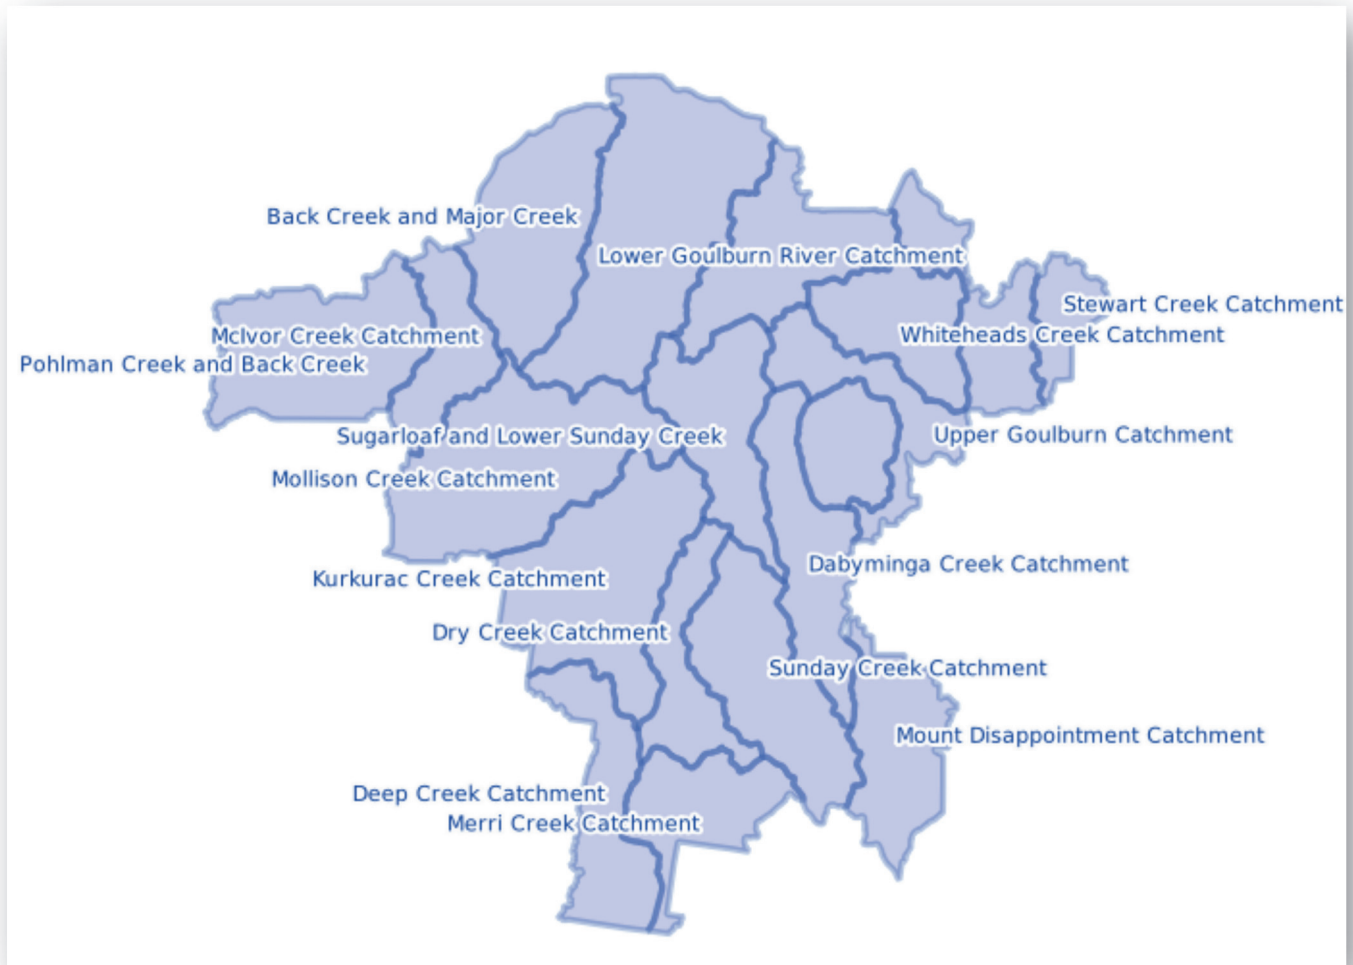 Back Creek and Major Creek
Lower Goulburn River Catchment
Stewart Creek Catchment
McIvor Creek Catchment
Whiteheads Creek Catchment
Pohlman Creek and Back Creek
Sugarloaf and Lower Sunday Creek
Upper Goulburn Catchment
Mollison Creek Catchment
Dabyminga Creek Catchment
Kurkurac Creek Catchment
Dry Creek Catchment
Sunday Creek Catchment
Mount Disappointment Catchment
Deep Creek Catchment
Merri Creek Catchment